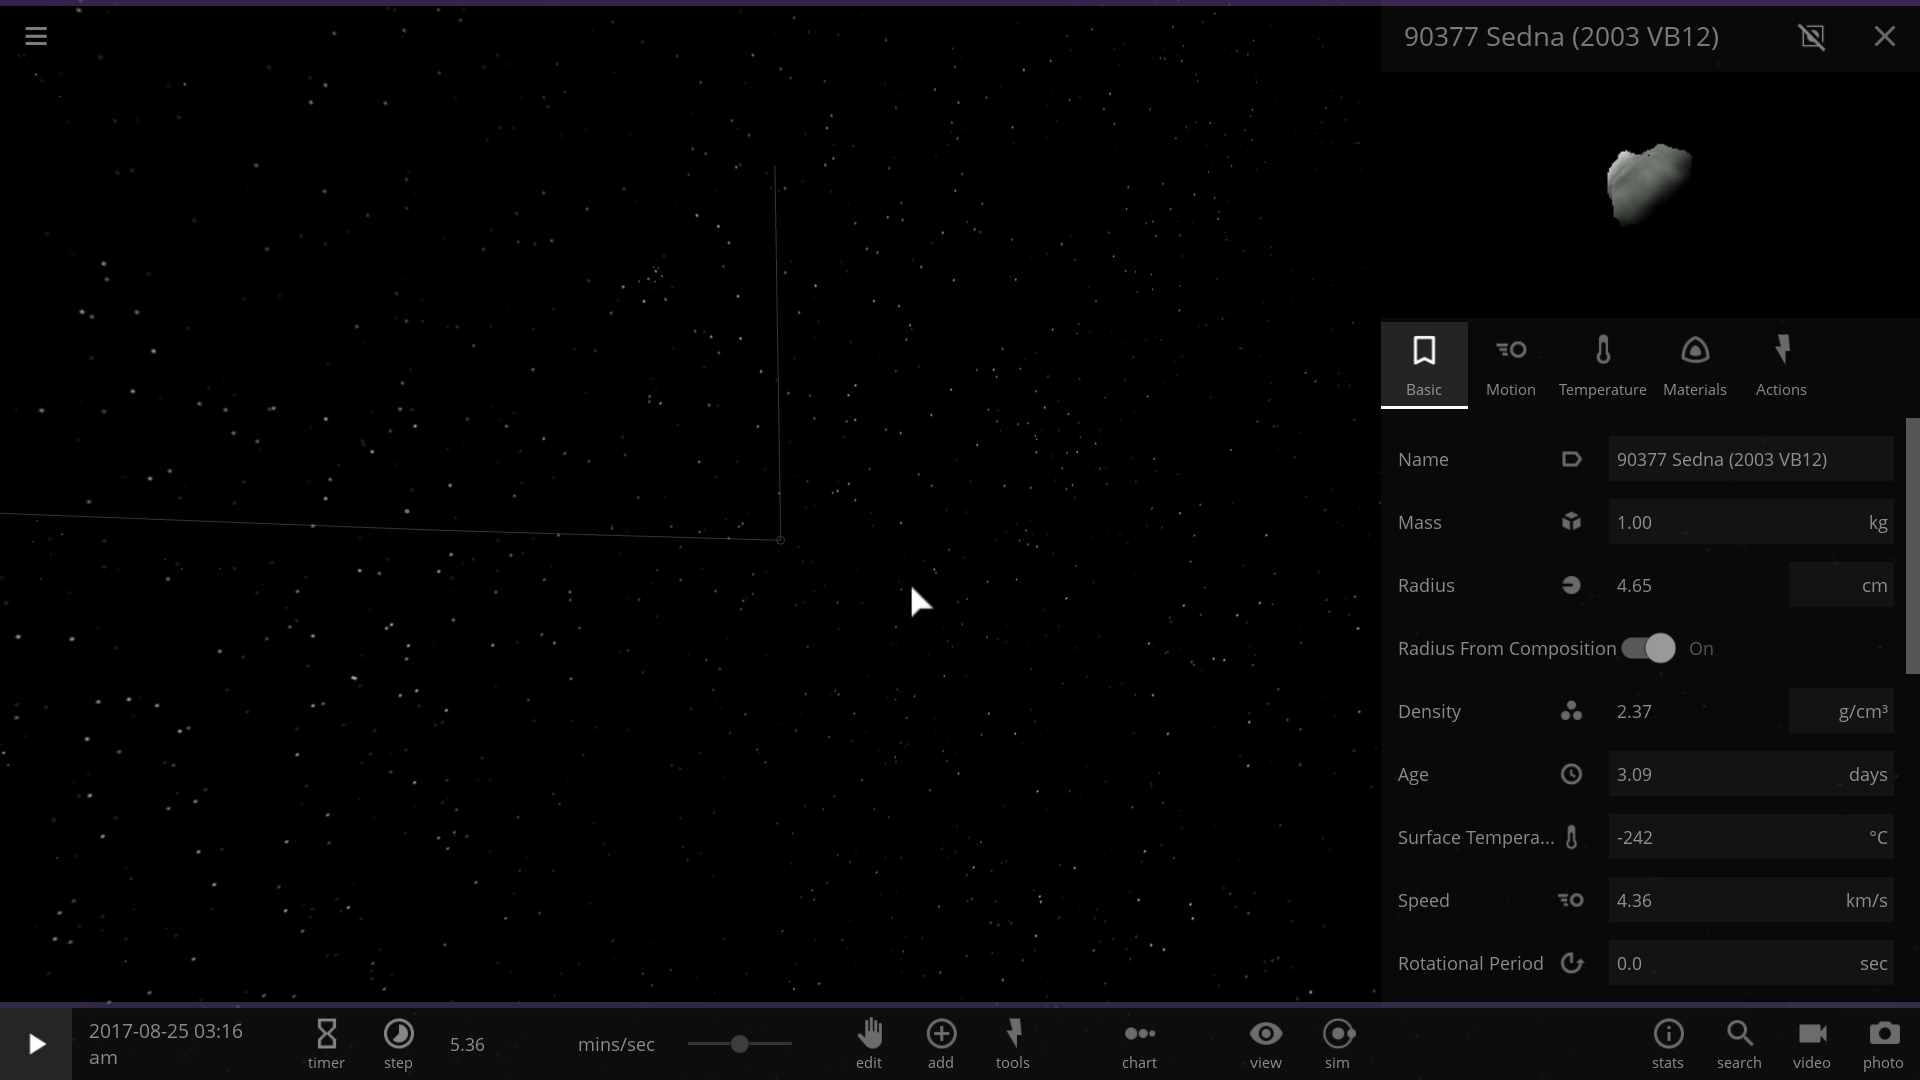 90377 Sedna (2003 VB12)
Basic
Motion
Temperature
Materials
Actions
Name 90377 Sedna (2003 VB12)
Mass 1.00 kg
Radius 4.65 cm
Radius From Composition On
Density 2.37 g/cm³
Age 3.09 days
Surface Tempera... -242 °C
Speed 4.36 km/s
Rotational Period 0.0 sec
2017-08-25 03:16
am
timer
step
5.36 mins/sec
edit
add
tools
chart
view
sim
stats
search
video
photo